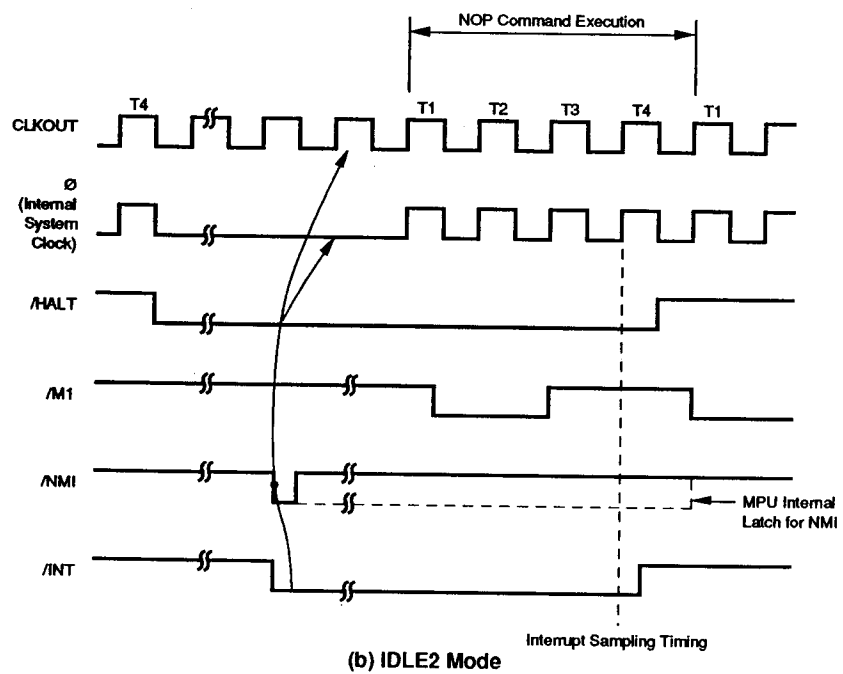 NOP Command Execution
T4 T1 T2 T3 T4 T1
CLKOUT
Ø
(Internal
System
Clock)
/HALT
/M1
/NMI
MPU Internal
Latch for NMI
/INT
Interrupt Sampling Timing
(b) IDLE2 Mode